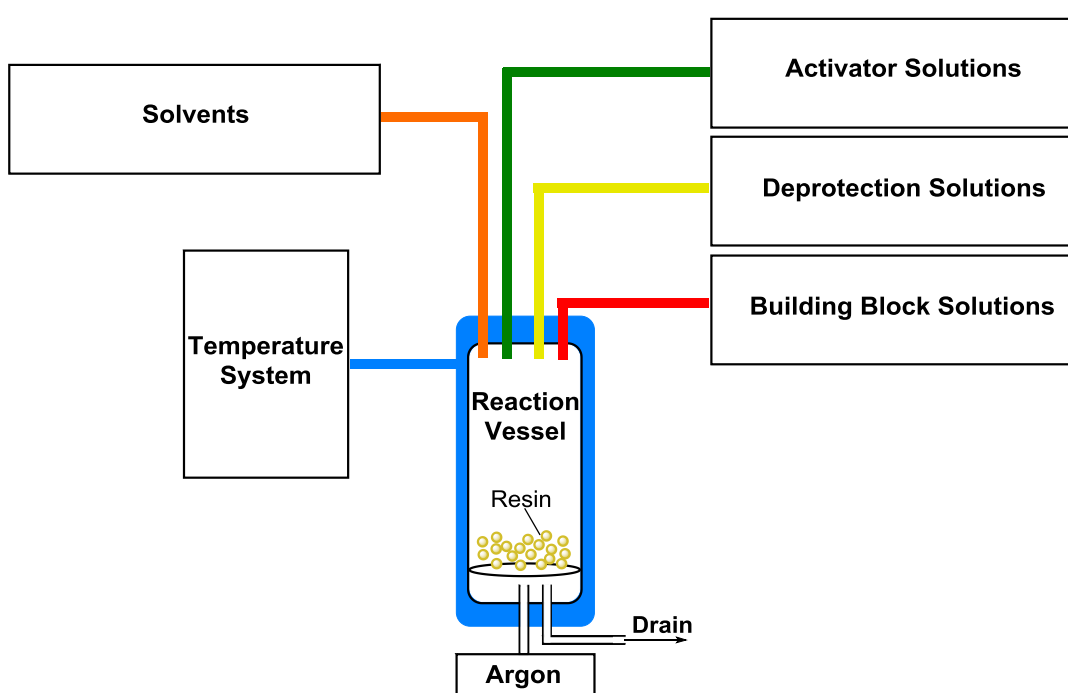 Activator Solutions
Solvents
Deprotection Solutions
Building Block Solutions
Temperature
System
Reaction
Vessel
Resin
Drain
Argon